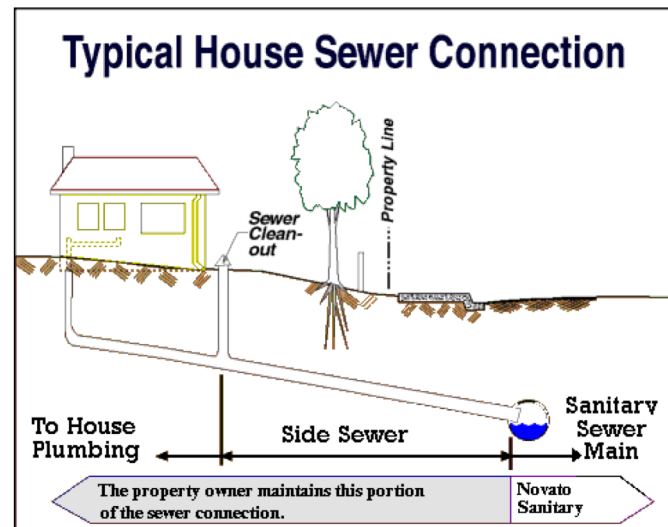 Typical House Sewer Connection
Property Line
Sewer
Clean-
out
To House
Plumbing
Side Sewer
Sanitary
Sewer
Main
The property owner maintains this portion
of the sewer connection.
Novato
Sanitary